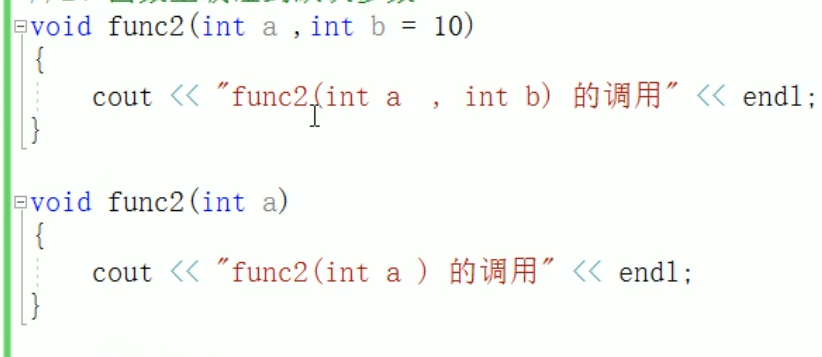 void func2(int a ,int b = 10)
{
cout << "func2(int a  , int b) 的调用" << endl;
}
void func2(int a)
{
cout << "func2(int a ) 的调用" << endl;
}